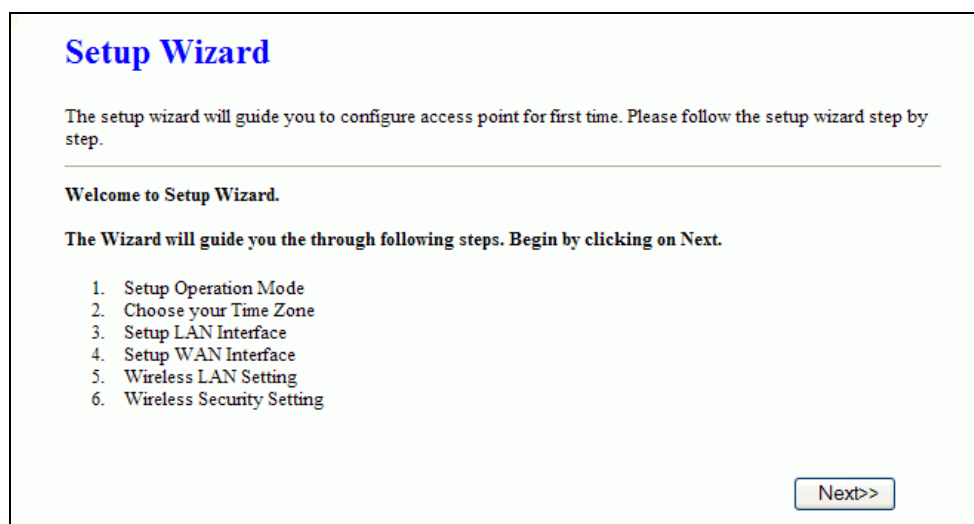 Setup Wizard
The setup wizard will guide you to configure access point for first time. Please follow the setup wizard step by
step.
Welcome to Setup Wizard.
The Wizard will guide you the through following steps. Begin by clicking on Next.
1. Setup Operation Mode
2. Choose your Time Zone
3. Setup LAN Interface
4. Setup WAN Interface
5. Wireless LAN Setting
6. Wireless Security Setting
Next>>